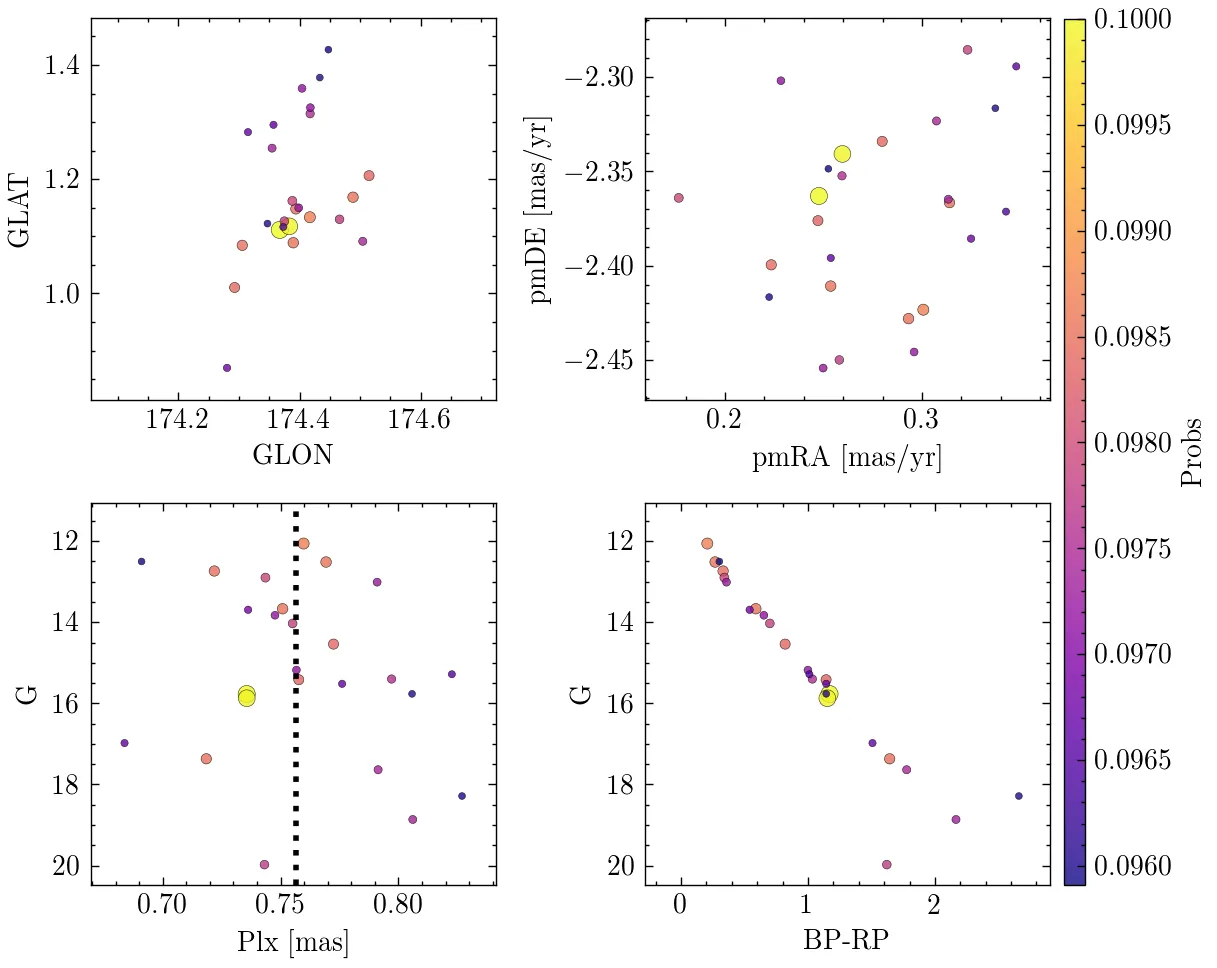 1.4
1.2
1.0
GLAT
174.2 174.4 174.6
GLON
−2.30
−2.35
−2.40
−2.45
pmDE [mas/yr]
0.2 0.3
pmRA [mas/yr]
12
14
16
18
20
G
0.70 0.75 0.80
Plx [mas]
12
14
16
18
20
G
0 1 2
BP-RP
0.1000
0.0995
0.0990
0.0985
0.0980
0.0975
0.0970
0.0965
0.0960
Probs